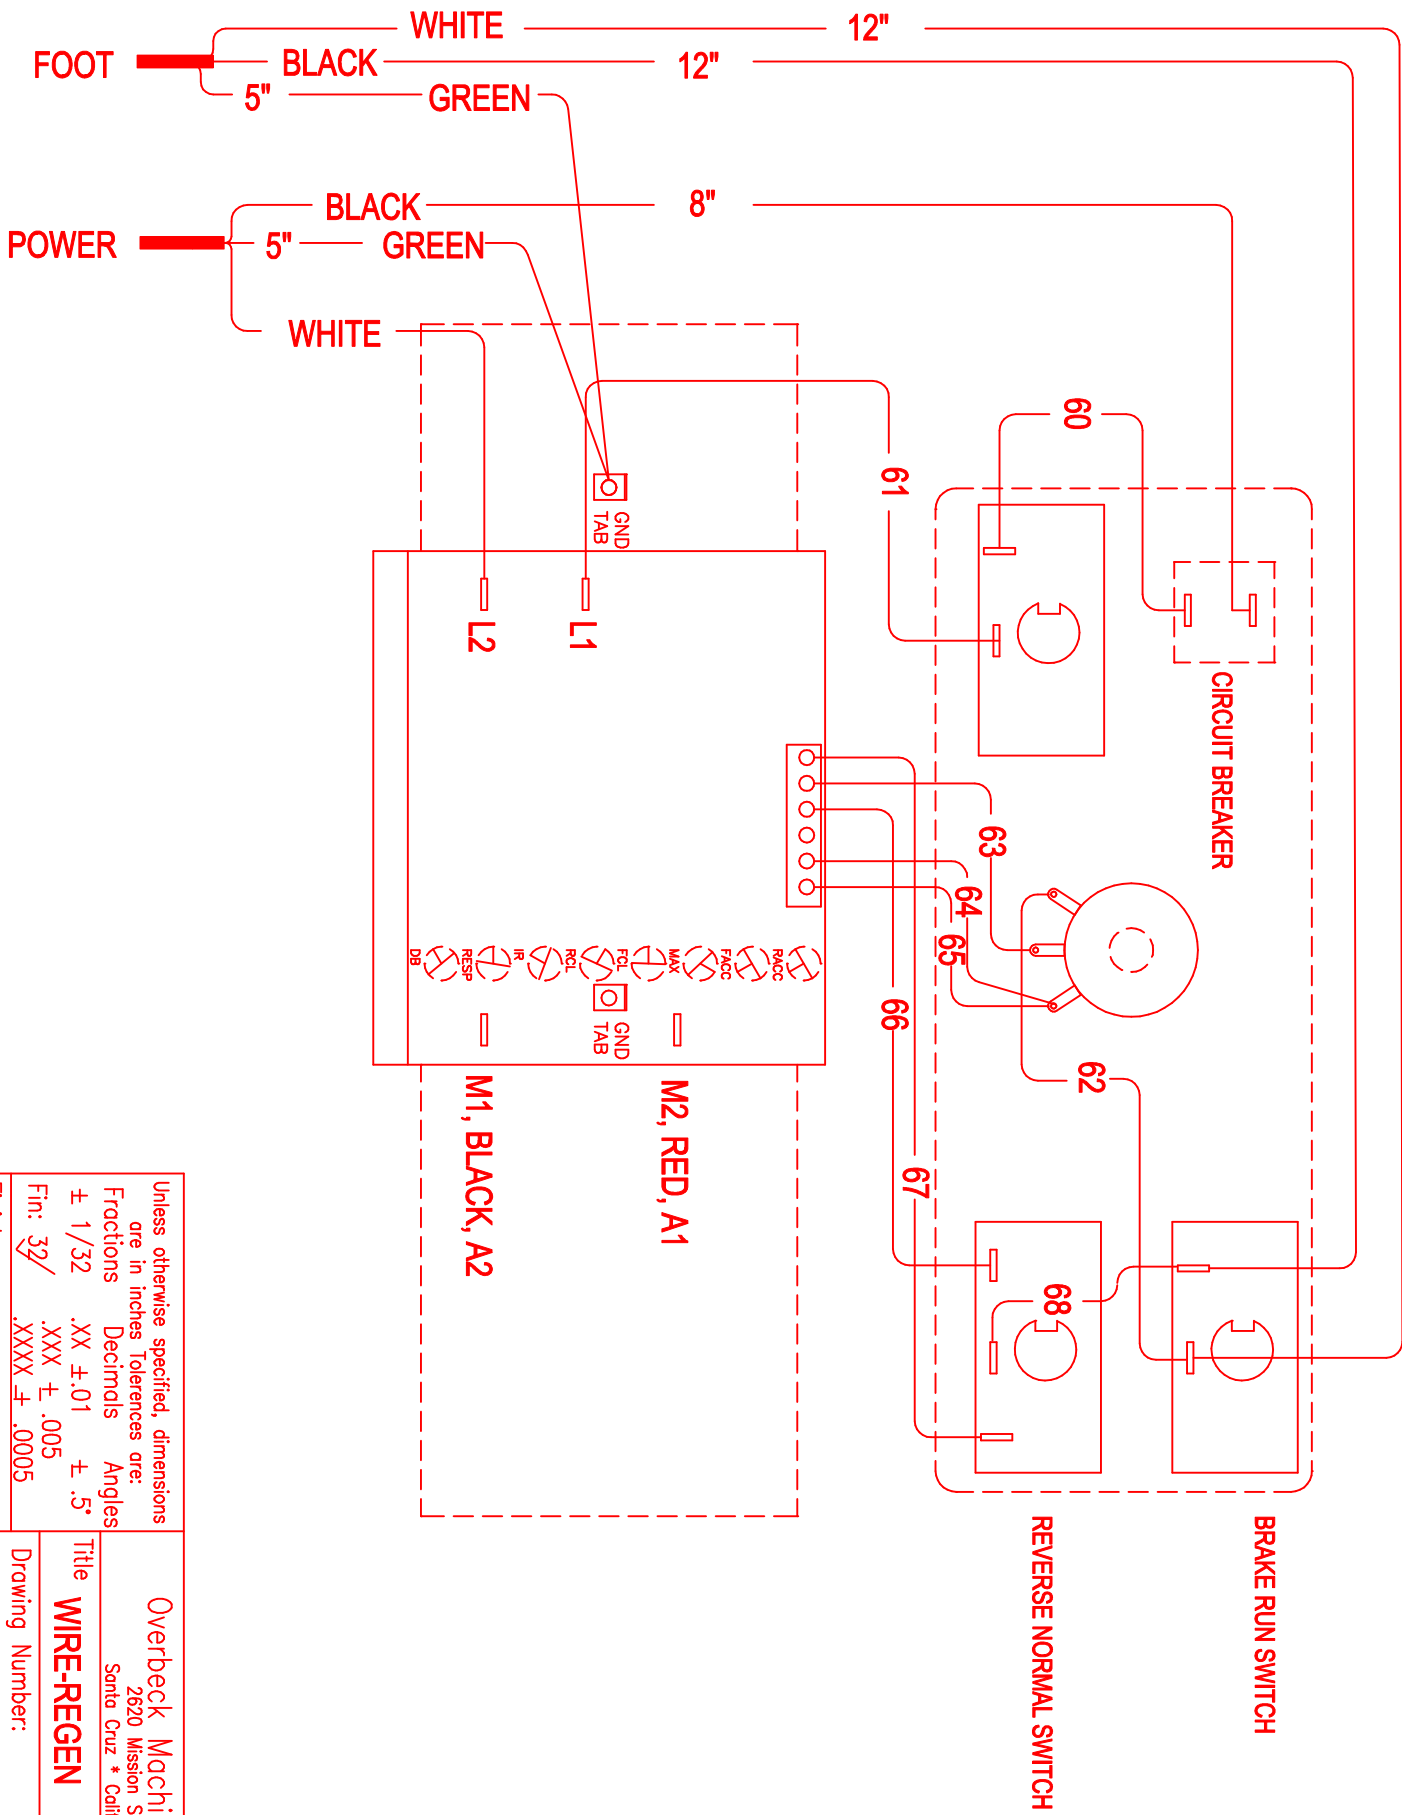 WHITE
12"
FOOT
BLACK
12"
5"
GREEN
BLACK
8"
POWER
5"
GREEN
WHITE
60
61
GND
TAB
L1
L2
CIRCUIT BREAKER
63
64
65
66
62
67
68
RACC
FACC
MAX
FCL
RCL
IR
RESP
DB
GND
TAB
M2, RED, A1
M1, BLACK, A2
BRAKE RUN SWITCH
REVERSE NORMAL SWITCH
Unless otherwise specified, dimensions
are in inches Tolerences are:
Fractions Decimals Angles
± 1/32 .XX ±.01 ± .5°
.XXX ± .005
Fin: 32 .XXXX ± .0005
Overbeck Machi
2620 Mission S
Santa Cruz * Calif
Title WIRE-REGEN
Drawing Number: